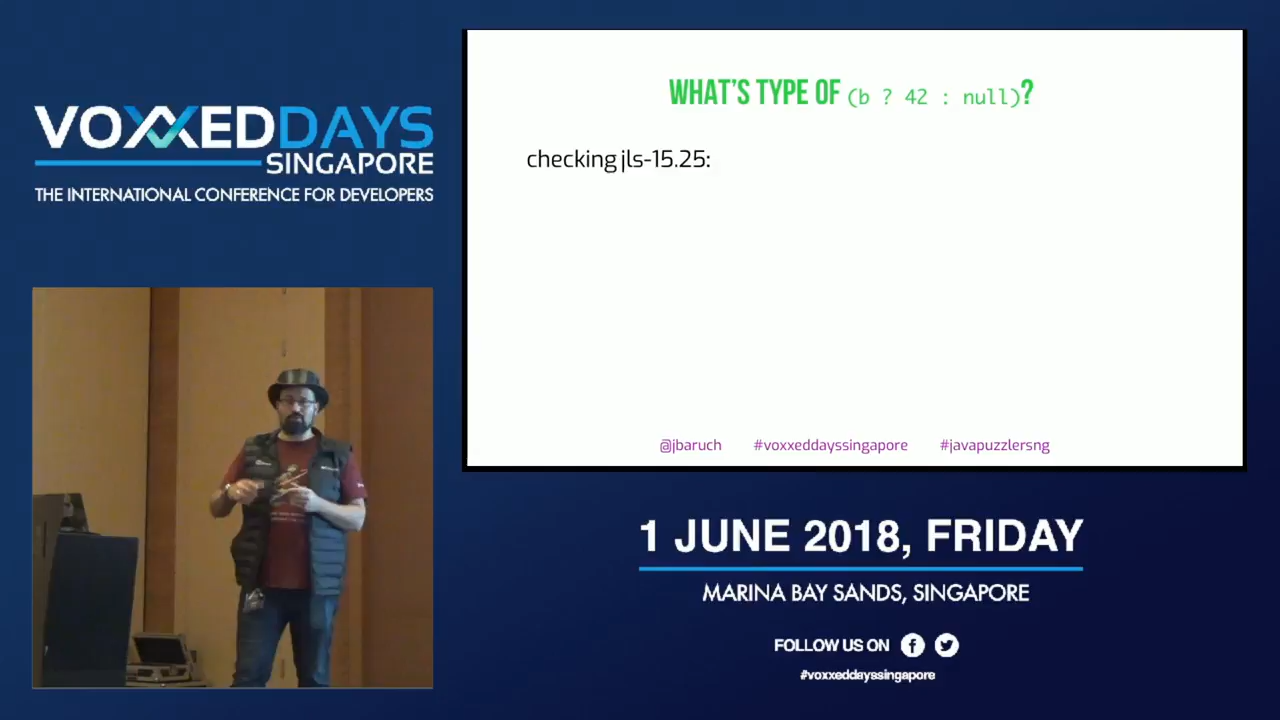 VOXXEDDAYS
SINGAPORE
THE INTERNATIONAL CONFERENCE FOR DEVELOPERS
WHAT'S TYPE OF (b ? 42 : null)?
checking jls-15.25:
@jbaruch #voxxeddayssingapore #javapuzzlersng
1 JUNE 2018, FRIDAY
MARINA BAY SANDS, SINGAPORE
FOLLOW US ON
#voxxeddayssingapore